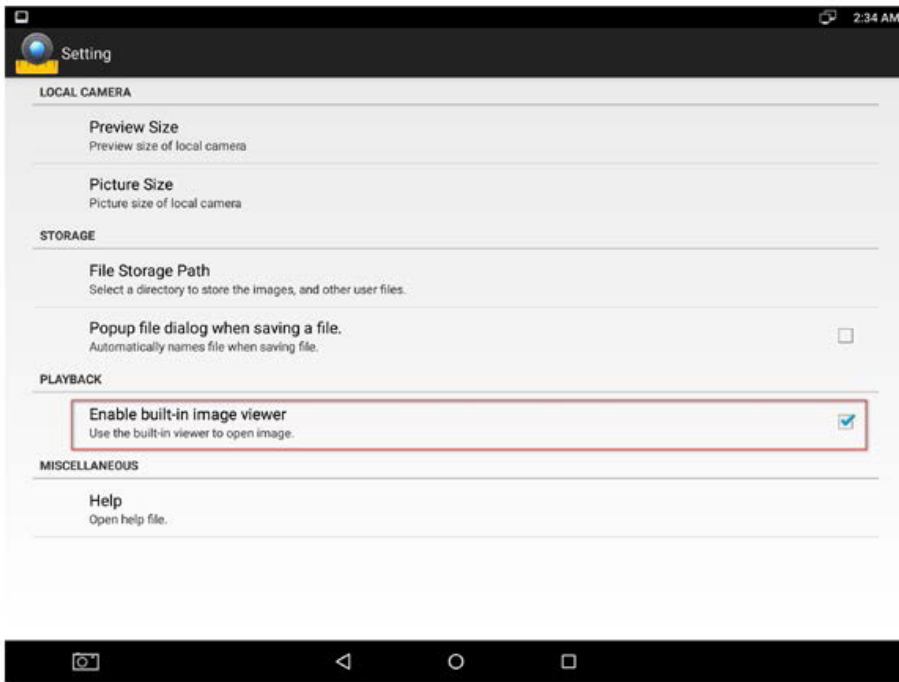 2:34 AM
Setting
LOCAL CAMERA
Preview Size
Preview size of local camera
Picture Size
Picture size of local camera
STORAGE
File Storage Path
Select a directory to store the images, and other user files.
Popup file dialog when saving a file.
Automatically names file when saving file.
PLAYBACK
Enable built-in image viewer
Use the built-in viewer to open image.
MISCELLANEOUS
Help
Open help file.